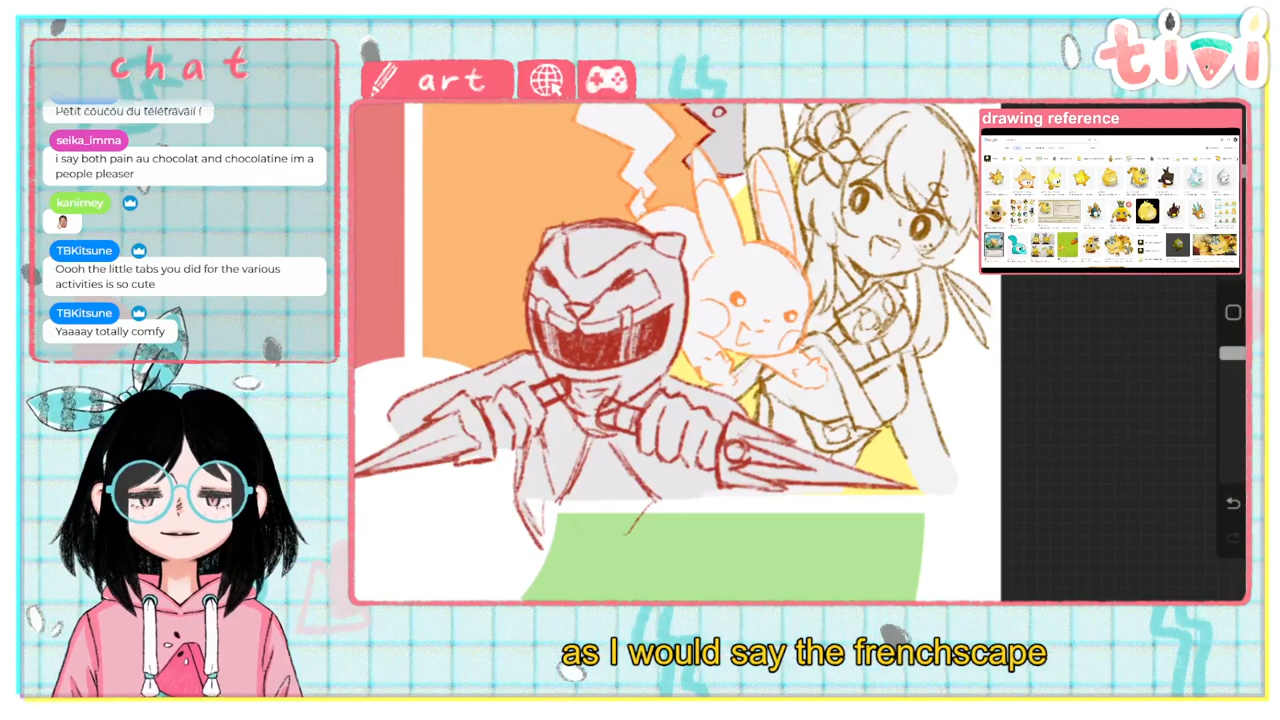 chat
Petit coucou du télétravail !
seika_imma
i say both pain au chocolat and chocolatine im a
people pleaser
kanimey
TBKitsune
Oooh the little tabs you did for the various
activities is so cute
TBKitsune
Yaaaay totally comfy
art
tivi
drawing reference
as I would say the frenchscape